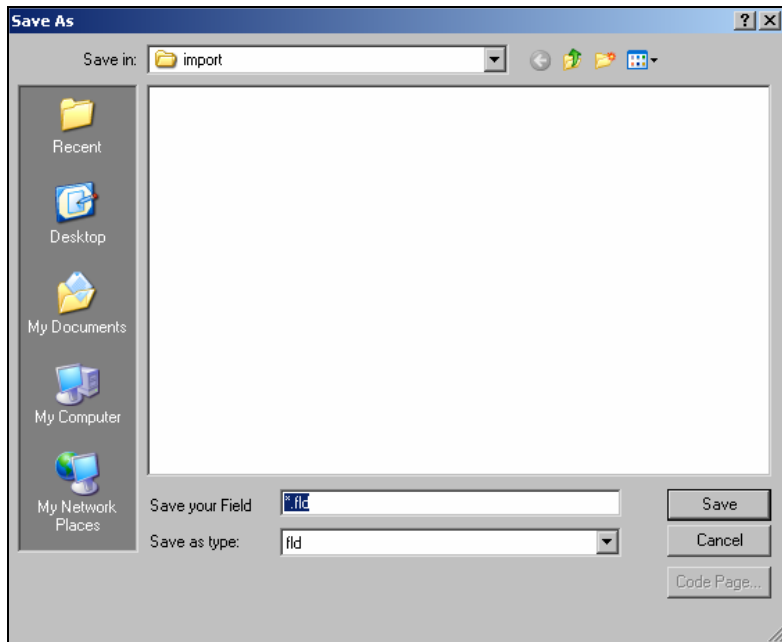 Save As
Save in: import
Recent
Desktop
My Documents
My Computer
My Network
Places
Save your Field *.fld
Save
Save as type: fld
Cancel
Code Page...